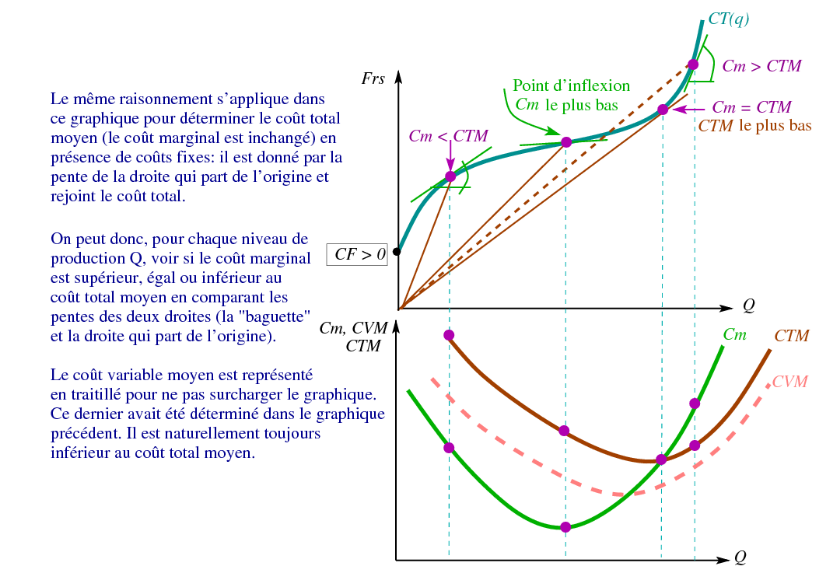 CT(q)
Frs
Cm > CTM
Point d'inflexion
Cm le plus bas
Cm = CTM
CTM le plus bas
Cm < CTM
Le même raisonnement s'applique dans
ce graphique pour déterminer le coût total
moyen (le coût marginal est inchangé) en
présence de coûts fixes: il est donné par la
pente de la droite qui part de l'origine et
rejoint le coût total.
On peut donc, pour chaque niveau de
production Q, voir si le coût marginal
est supérieur, égal ou inférieur au
coût total moyen en comparant les
pentes des deux droites (la "baguette"
et la droite qui part de l'origine).
Le coût variable moyen est représenté
en traitillé pour ne pas surcharger le graphique.
Ce dernier avait été déterminé dans le graphique
précédent. Il est naturellement toujours
inférieur au coût total moyen.
CF > 0
Q
Cm, CVM
CTM
Cm
CTM
CVM
Q